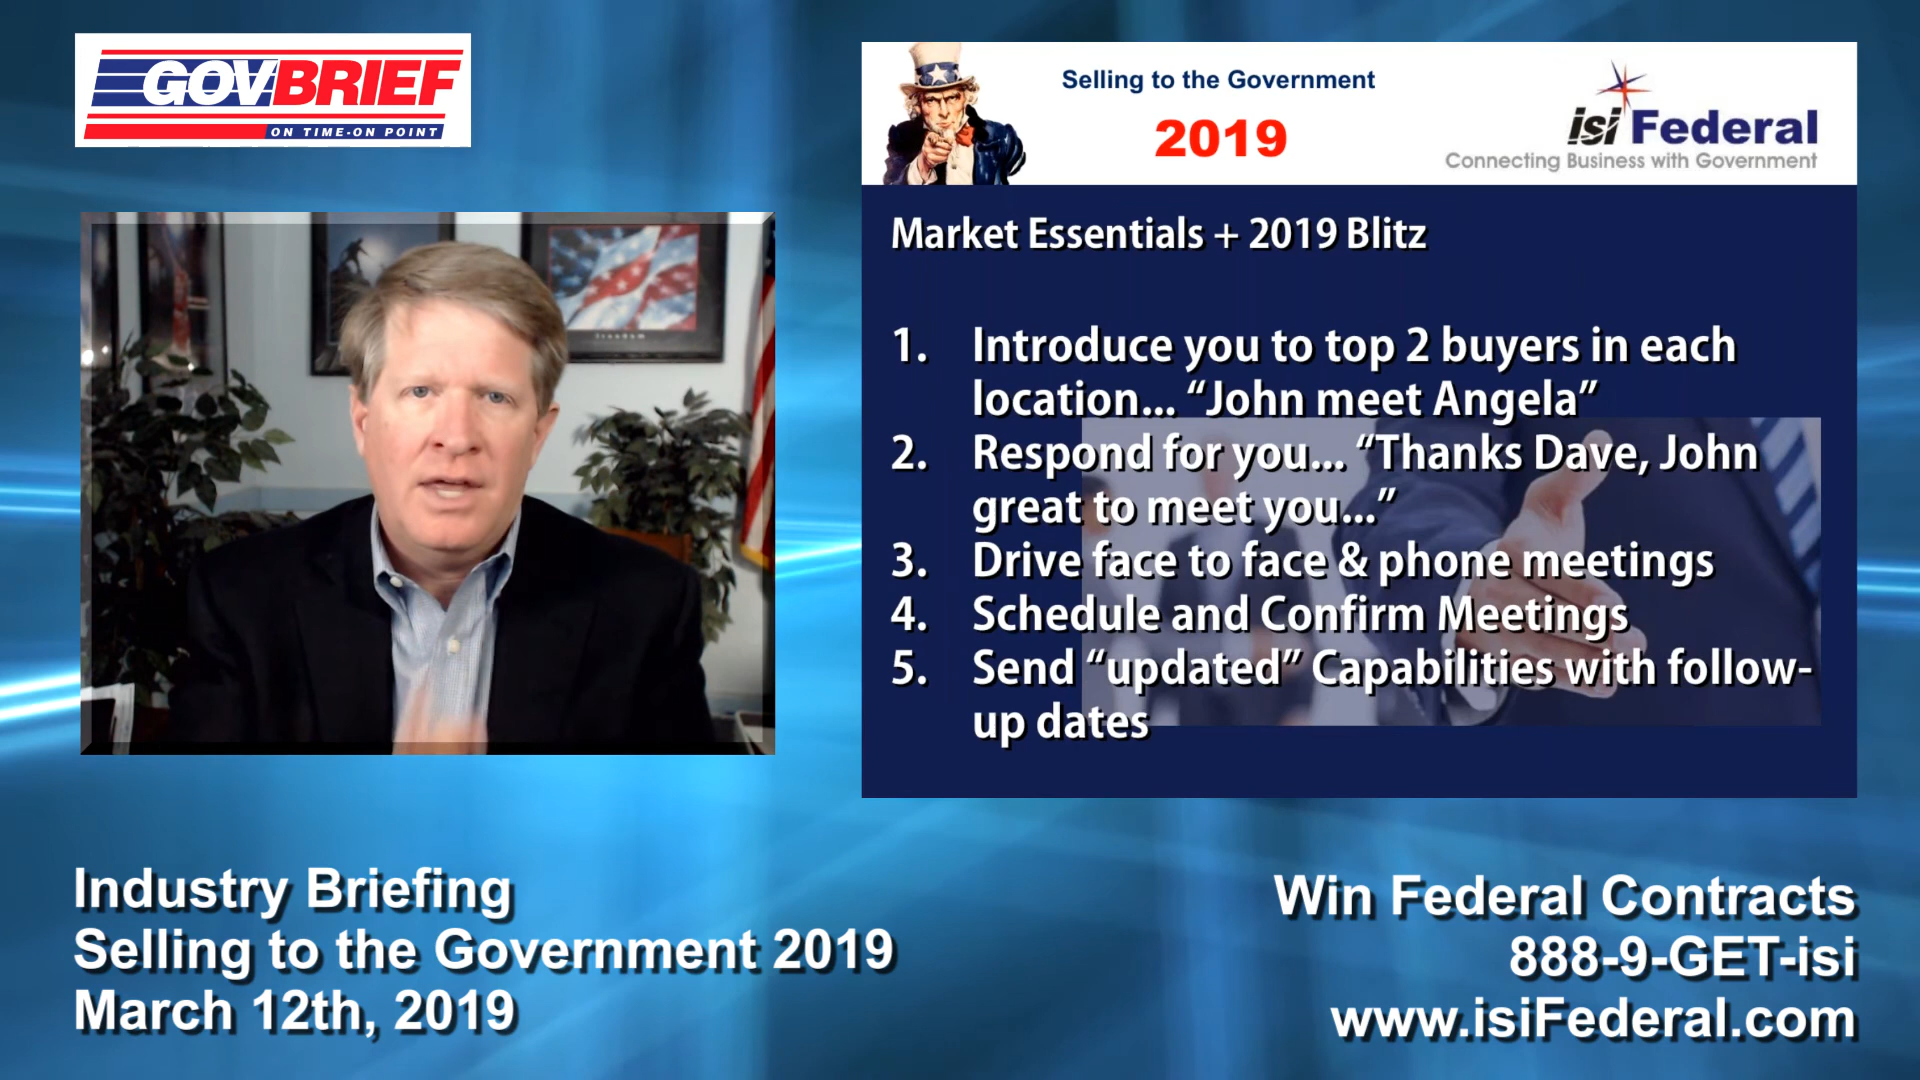 GOVBRIEF
ON TIME-ON POINT
Selling to the Government
2019
isi Federal
Connecting Business with Government
Market Essentials + 2019 Blitz
1. Introduce you to top 2 buyers in each
location... “John meet Angela”
2. Respond for you... “Thanks Dave, John
great to meet you...”
3. Drive face to face & phone meetings
4. Schedule and Confirm Meetings
5. Send “updated” Capabilities with follow-
up dates
freedom
Industry Briefing
Selling to the Government 2019
March 12th, 2019
Win Federal Contracts
888-9-GET-isi
www.isiFederal.com